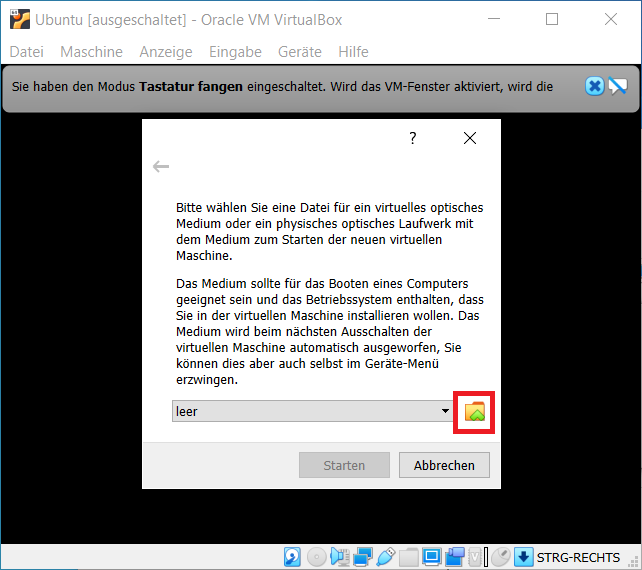 Ubuntu [ausgeschaltet] - Oracle VM VirtualBox
Datei Maschine Anzeige Eingabe Geräte Hilfe
Sie haben den Modus Tastatur fangen eingeschaltet. Wird das VM-Fenster aktiviert, wird die
?
Bitte wählen Sie eine Datei für ein virtuelles optisches
Medium oder ein physisches optisches Laufwerk mit
dem Medium zum Starten der neuen virtuellen
Maschine.
Das Medium sollte für das Booten eines Computers
geeignet sein und das Betriebssystem enthalten, dass
Sie in der virtuellen Maschine installieren wollen. Das
Medium wird beim nächsten Ausschalten der
virtuellen Maschine automatisch ausgeworfen, Sie
können dies aber auch selbst im Geräte-Menü
erzwingen.
leer
Starten Abbrechen
STRG-RECHTS